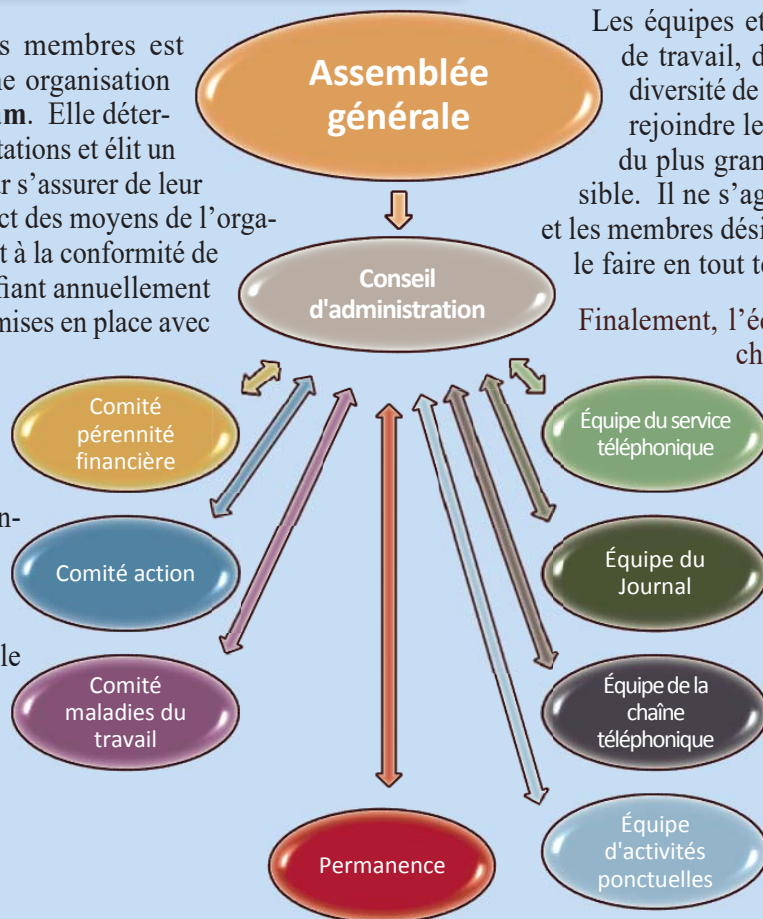 s membres est
ne organisation
am. Elle déter-
tations et élit un
ur s’assurer de leur
ct des moyens de l’orga-
t à la conformité de
fiant annuellement
mises en place avec
n-
le
Assemblée
générale
Conseil
d'administration
Les équipes et
de travail, d
diversité de
rejoindre le
du plus gran
sible. Il ne s’ag
et les membres dési
le faire en tout t
Finalement, l’é
ch
Comité
pérennité
financière
Comité action
Comité
maladies du
travail
Permanence
Équipe du service
téléphonique
Équipe du
Journal
Équipe de la
chaîne
téléphonique
Équipe
d'activités
ponctuelles